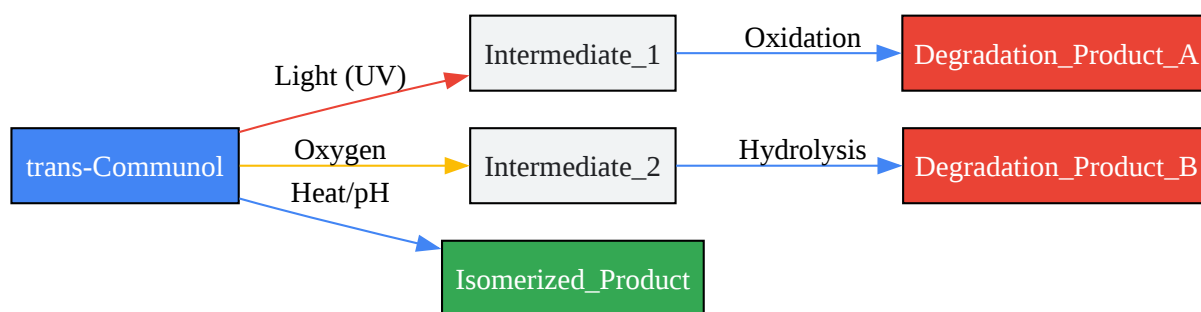 Intermediate_1
Oxidation
Degradation_Product_A
Light (UV)
trans-Communol
Oxygen
Intermediate_2
Hydrolysis
Degradation_Product_B
Heat/pH
Isomerized_Product